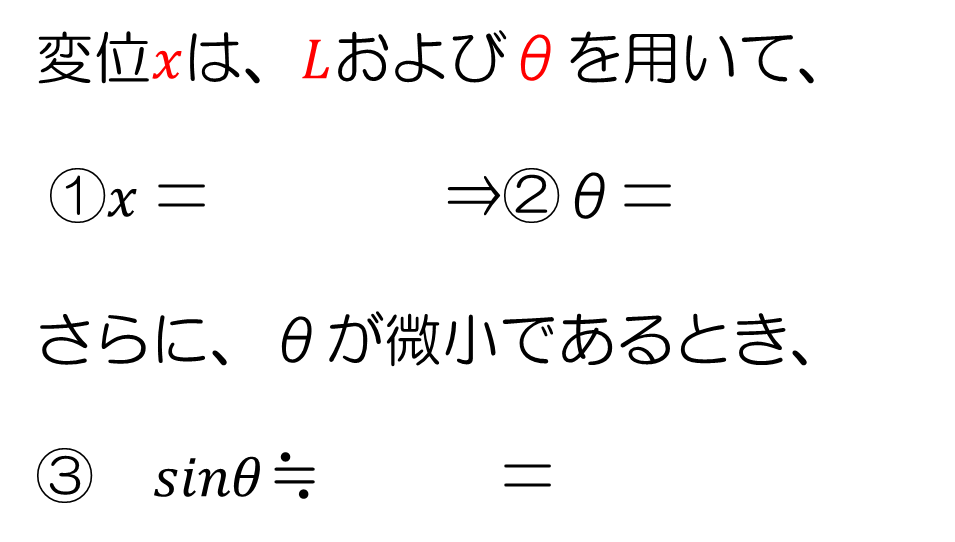 変位xは、Lおよびθを用いて、
①x＝ ⇒②θ＝
さらに、θが微小であるとき、
③ sinθ≒ ＝